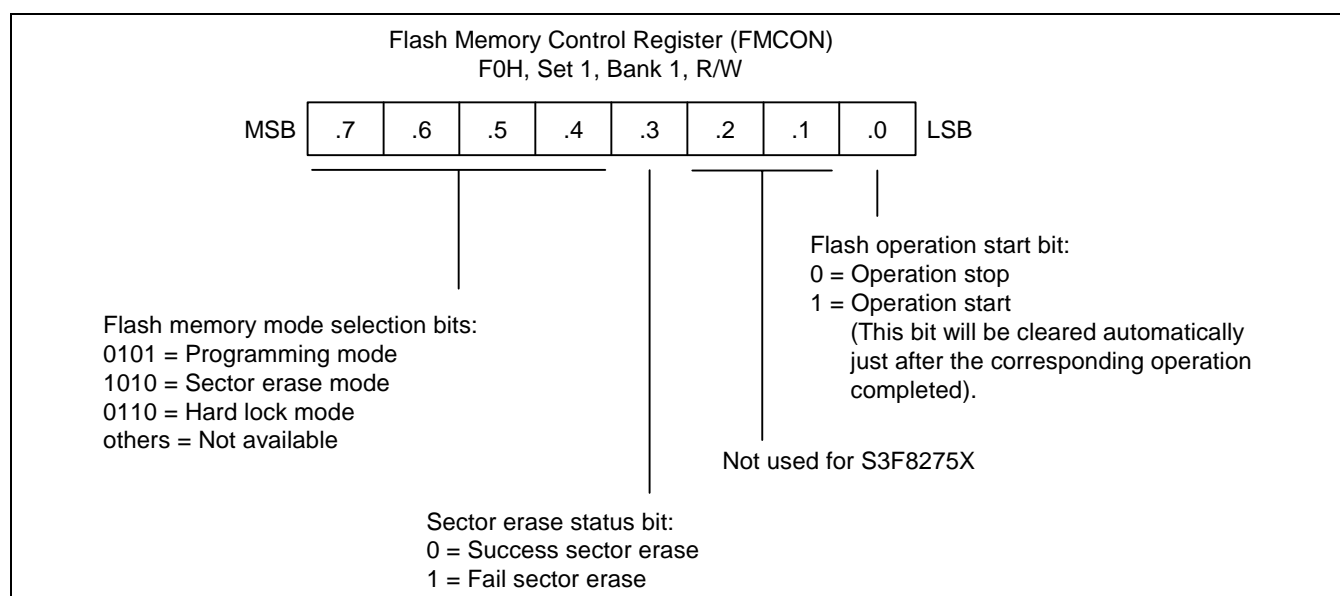 Flash Memory Control Register (FMCON)
F0H, Set 1, Bank 1, R/W
MSB .7 .6 .5 .4 .3 .2 .1 .0 LSB
Flash operation start bit:
0 = Operation stop
1 = Operation start
(This bit will be cleared automatically
just after the corresponding operation
completed).
Flash memory mode selection bits:
0101 = Programming mode
1010 = Sector erase mode
0110 = Hard lock mode
others = Not available
Not used for S3F8275X
Sector erase status bit:
0 = Success sector erase
1 = Fail sector erase